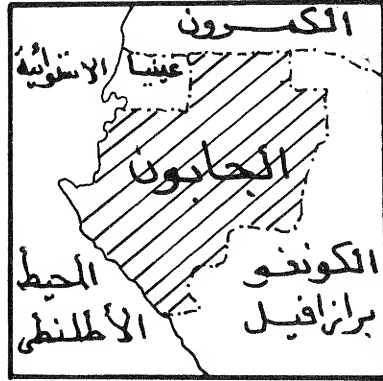 الكمرون
غينيا الاستوائية
الجابون
المحيط
الأطلنطى
الكونغو
برازافيل